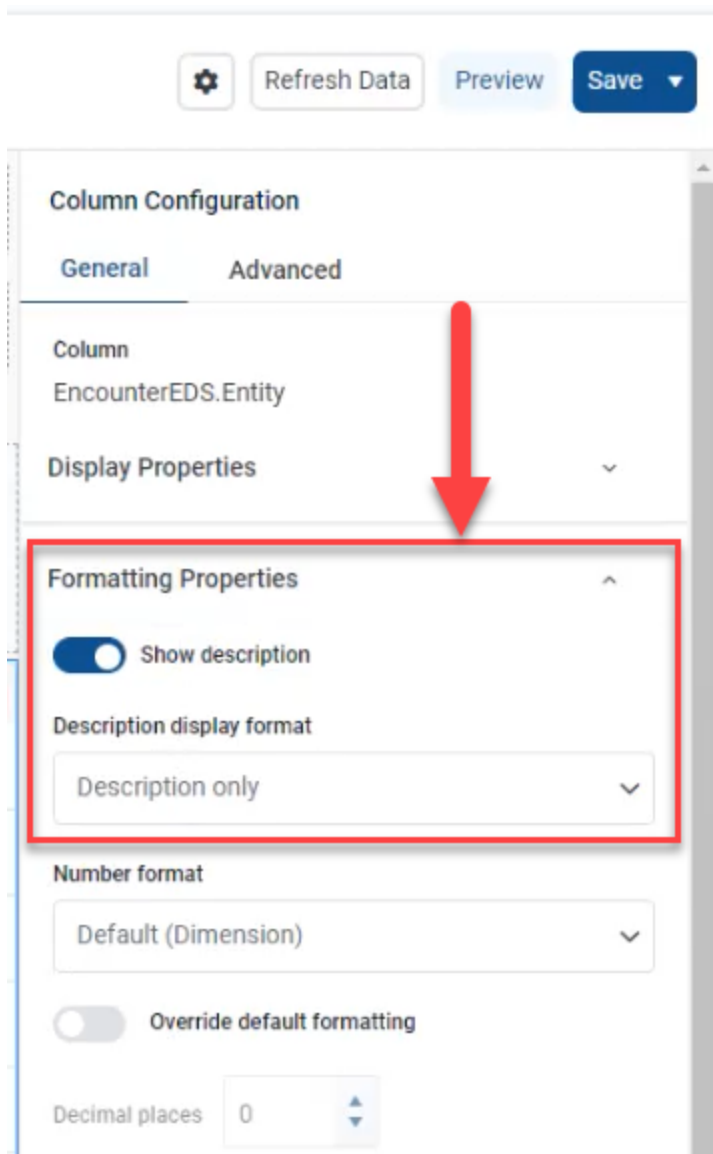 Refresh Data Preview Save
Column Configuration
General Advanced
Column
EncounterEDS.Entity
Display Properties
Formatting Properties
Show description
Description display format
Description only
Number format
Default (Dimension)
Override default formatting
Decimal places 0